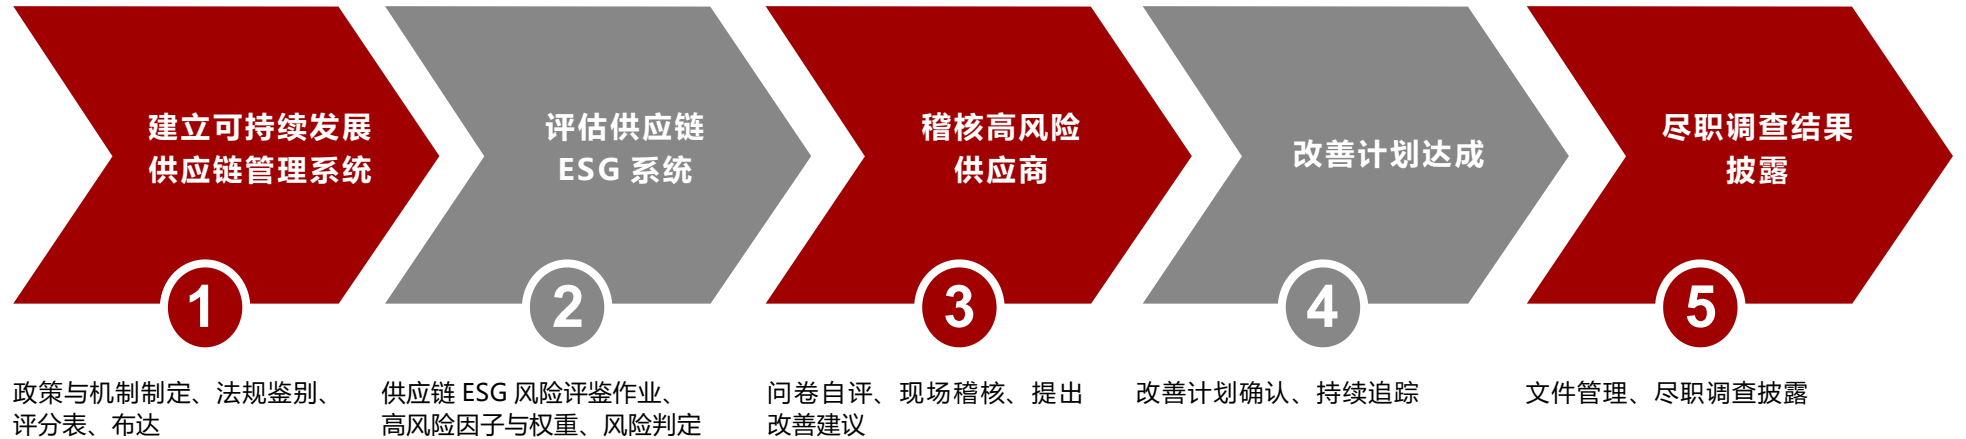 建立可持续发展
供应链管理系统
1
政策与机制制定、法规鉴别、
评分表、布达
评估供应链
ESG 系统
2
供应链 ESG 风险评鉴作业、
高风险因子与权重、风险判定
稽核高风险
供应商
3
问卷自评、现场稽核、提出
改善建议
改善计划达成
4
改善计划确认、持续追踪
尽职调查结果
披露
5
文件管理、尽职调查披露